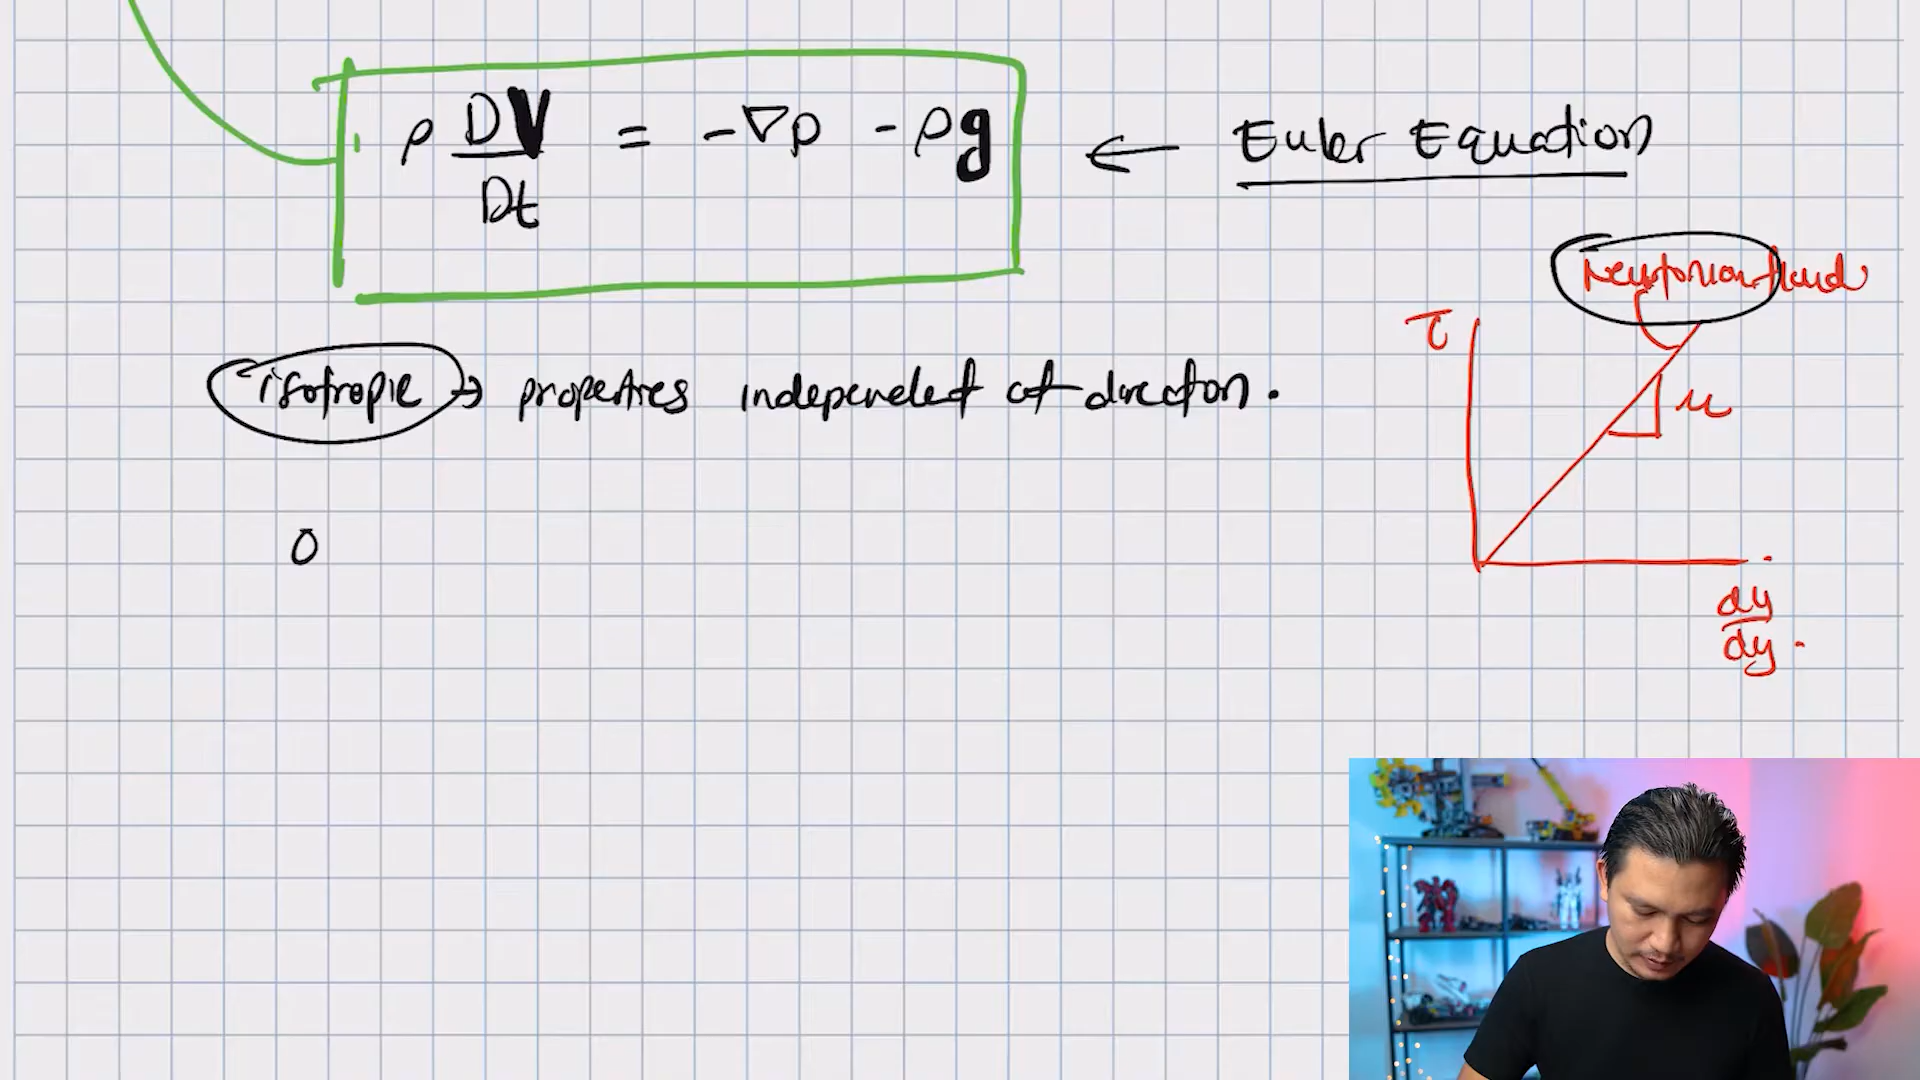 ρ DV/Dt = -∇p - ρg ← Euler Equation
Newtonian fluid
τ
isotropic → properties independent of direction.
μ
σ
du
dy